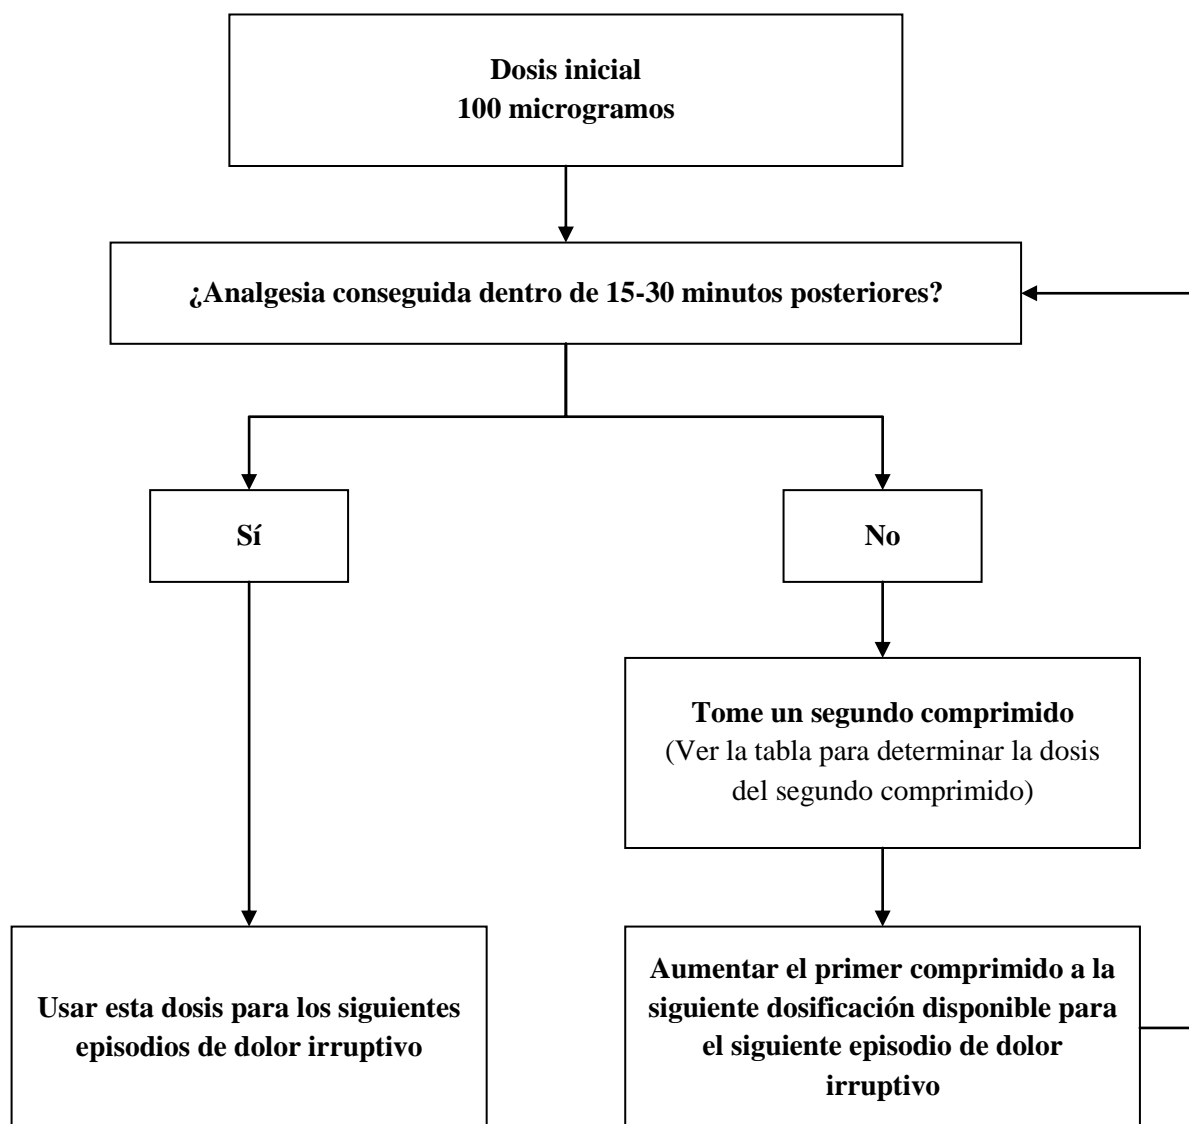 Dosis inicial
100 microgramos
¿Analgesia conseguida dentro de 15-30 minutos posteriores?
Sí
No
Tome un segundo comprimido
(Ver la tabla para determinar la dosis
del segundo comprimido)
Usar esta dosis para los siguientes
episodios de dolor irruptivo
Aumentar el primer comprimido a la
siguiente dosificación disponible para
el siguiente episodio de dolor
irruptivo